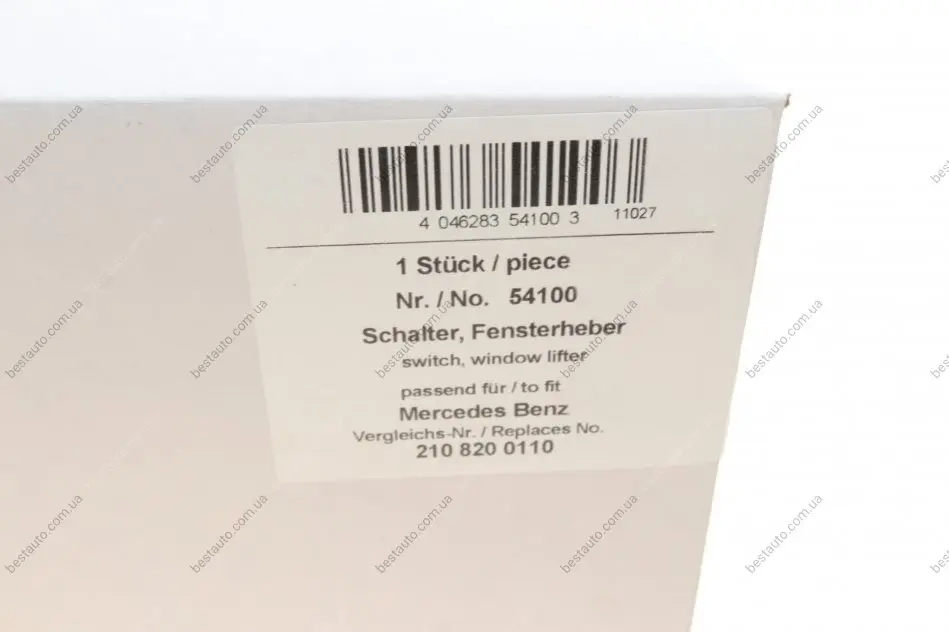 4 046283 54100 3 11027
1 Stück / piece
Nr. / No. 54100
Schalter, Fensterheber
switch, window lifter
passend für / to fit
Mercedes Benz
Vergleichs-Nr. / Replaces No.
210 820 0110
bestauto.com.ua